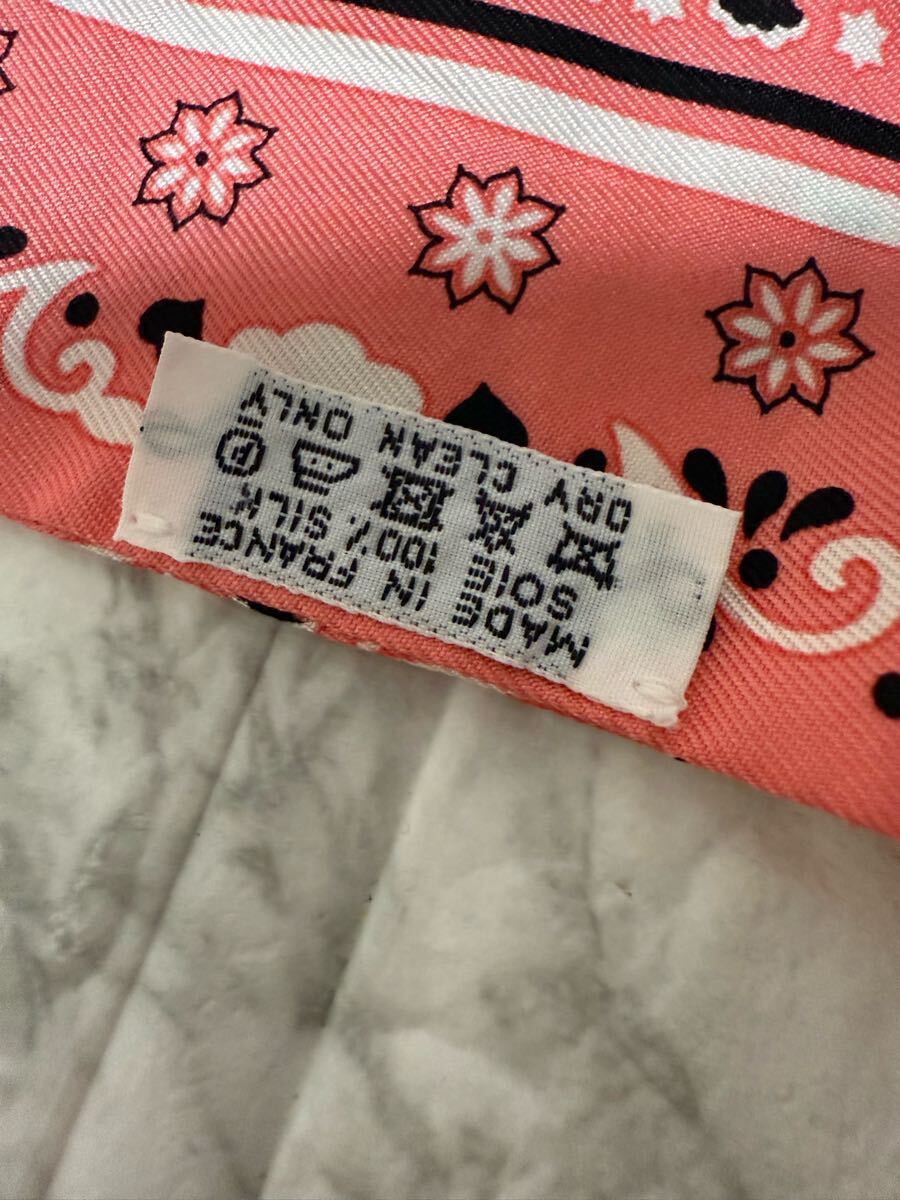 MADE IN FRANCE
SOIE 100% SILK
DRY CLEAN ONLY